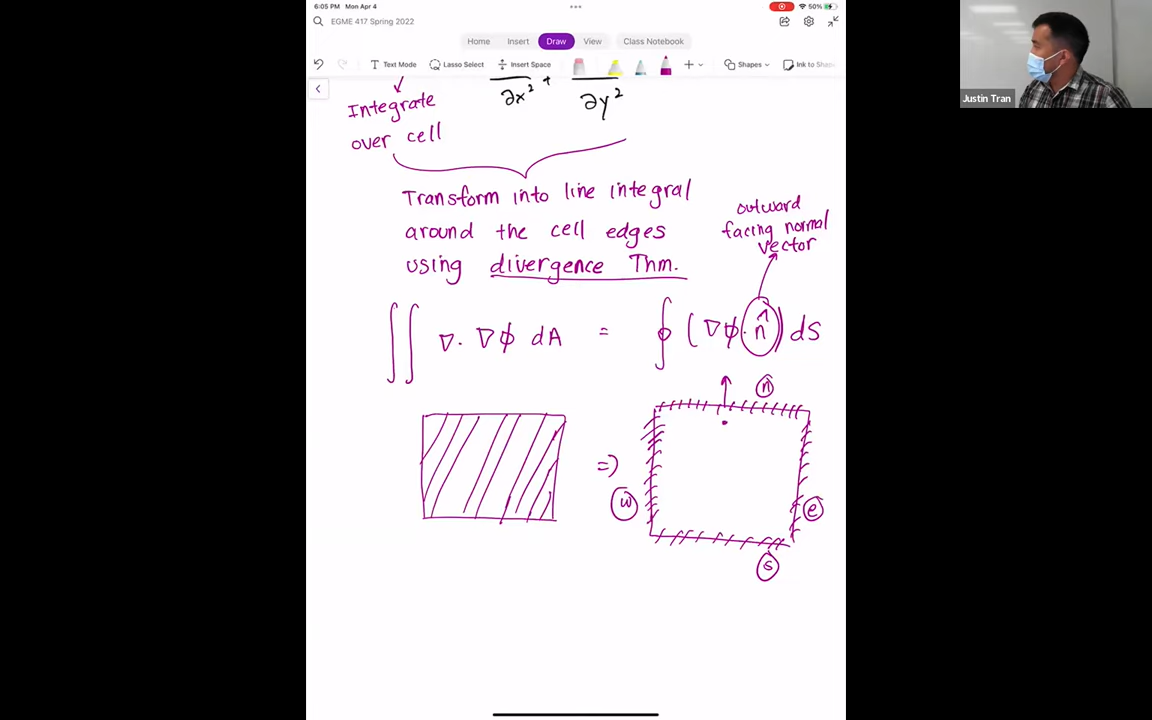 6:05 PM Mon Apr 4
50%
EGME 417 Spring 2022
Home Insert Draw View Class Notebook
Text Mode Lasso Select Insert Space Shapes Ink to Shape
Justin Tran
∂x² + ∂y²
Integrate
over cell
Transform into line integral
around the cell edges
using divergence Thm.
outward
facing normal
vector
∬ ∇· ∇ϕ dA = ∮ (∇ϕ· n̂) dS
n
w
e
s